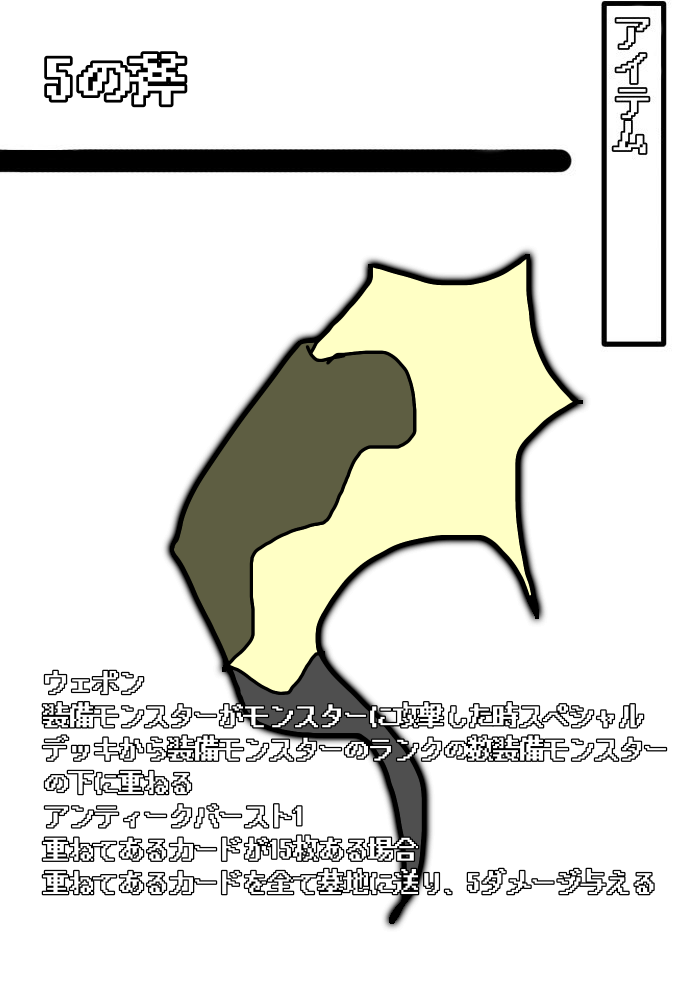 5の滓
アイテム
ウェポン
装備モンスターがモンスターに攻撃した時スペシャル
デッキから装備モンスターのランクの数装備モンスター
の下に重ねる
アンティークバースト1
重ねてあるカードが15枚ある場合
重ねてあるカードを全て墓地に送り、5ダメージ与える